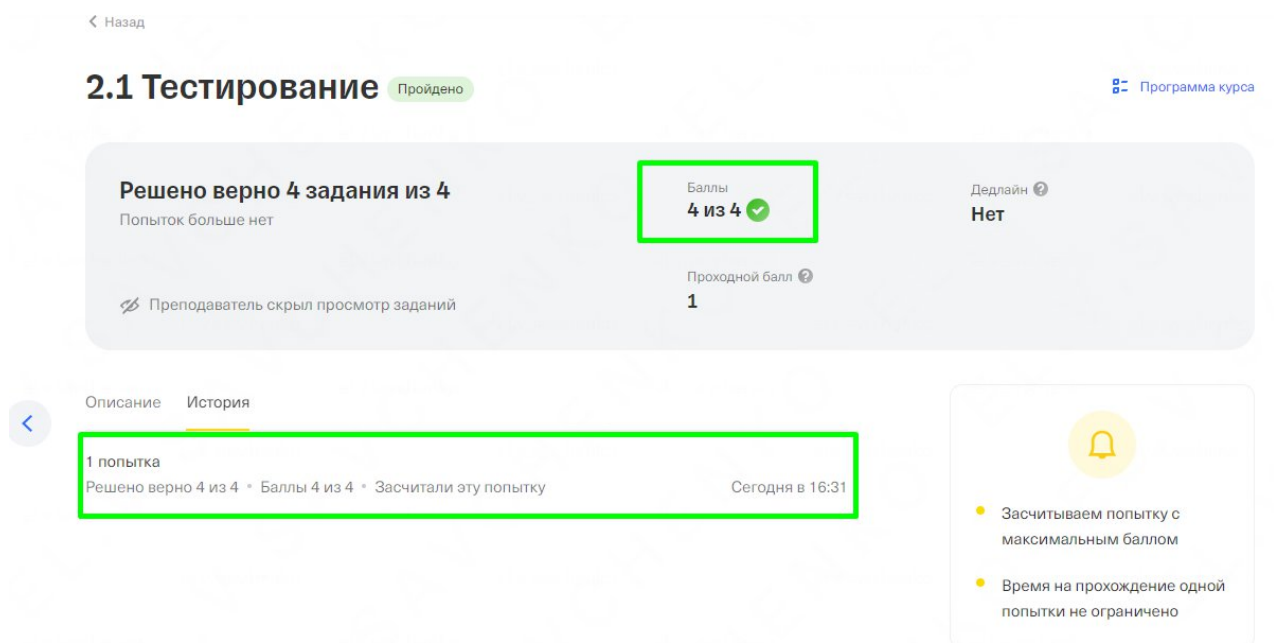 Назад
2.1 Тестирование Пройдено
Программа курса
Решено верно 4 задания из 4
Попыток больше нет
Преподаватель скрыл просмотр заданий
Баллы
4 из 4
Проходной балл
1
Дедлайн
Нет
Описание История
1 попытка
Решено верно 4 из 4 • Баллы 4 из 4 • Засчитали эту попытку Сегодня в 16:31
Засчитываем попытку с
максимальным баллом
Время на прохождение одной
попытки не ограничено